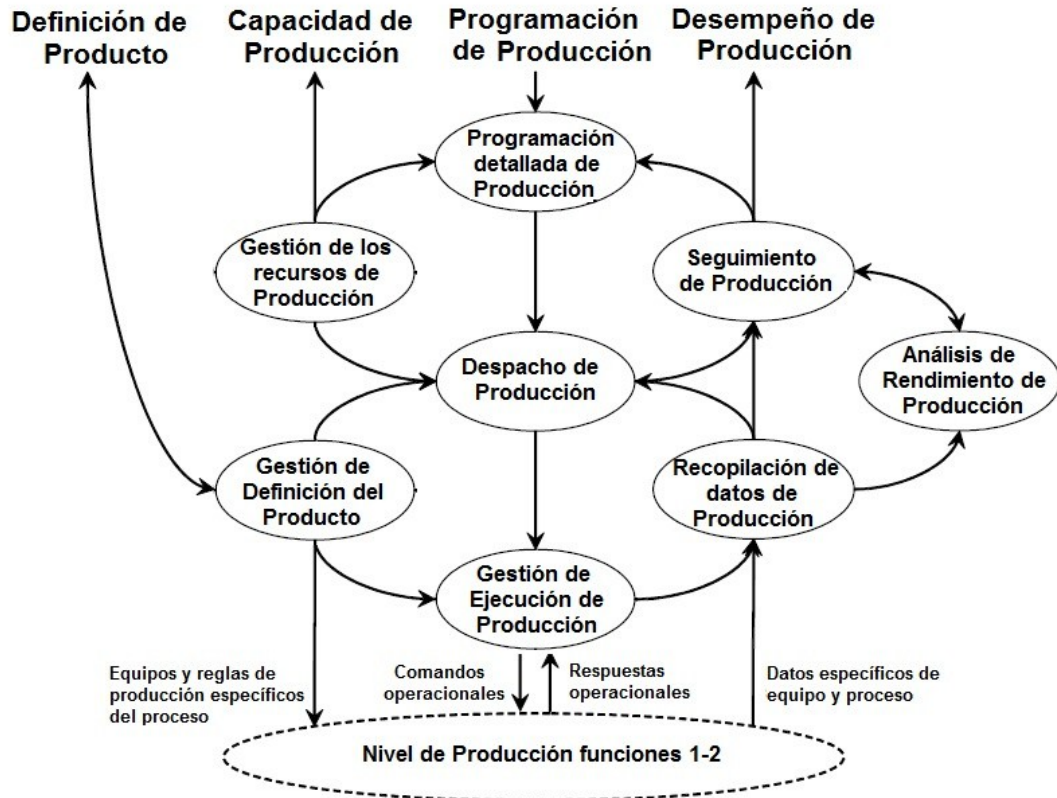 Definición de
Producto
Capacidad de
Producción
Programación
de Producción
Desempeño de
Producción
Programación
detallada de
Producción
Gestión de los
recursos de
Producción
Seguimiento
de Producción
Despacho de
Producción
Análisis de
Rendimiento de
Producción
Gestión de
Definición del
Producto
Recopilación de
datos de
Producción
Gestión de
Ejecución de
Producción
Equipos y reglas de
producción específicos
del proceso
Comandos
operacionales
Respuestas
operacionales
Datos específicos de
equipo y proceso
Nivel de Producción funciones 1-2